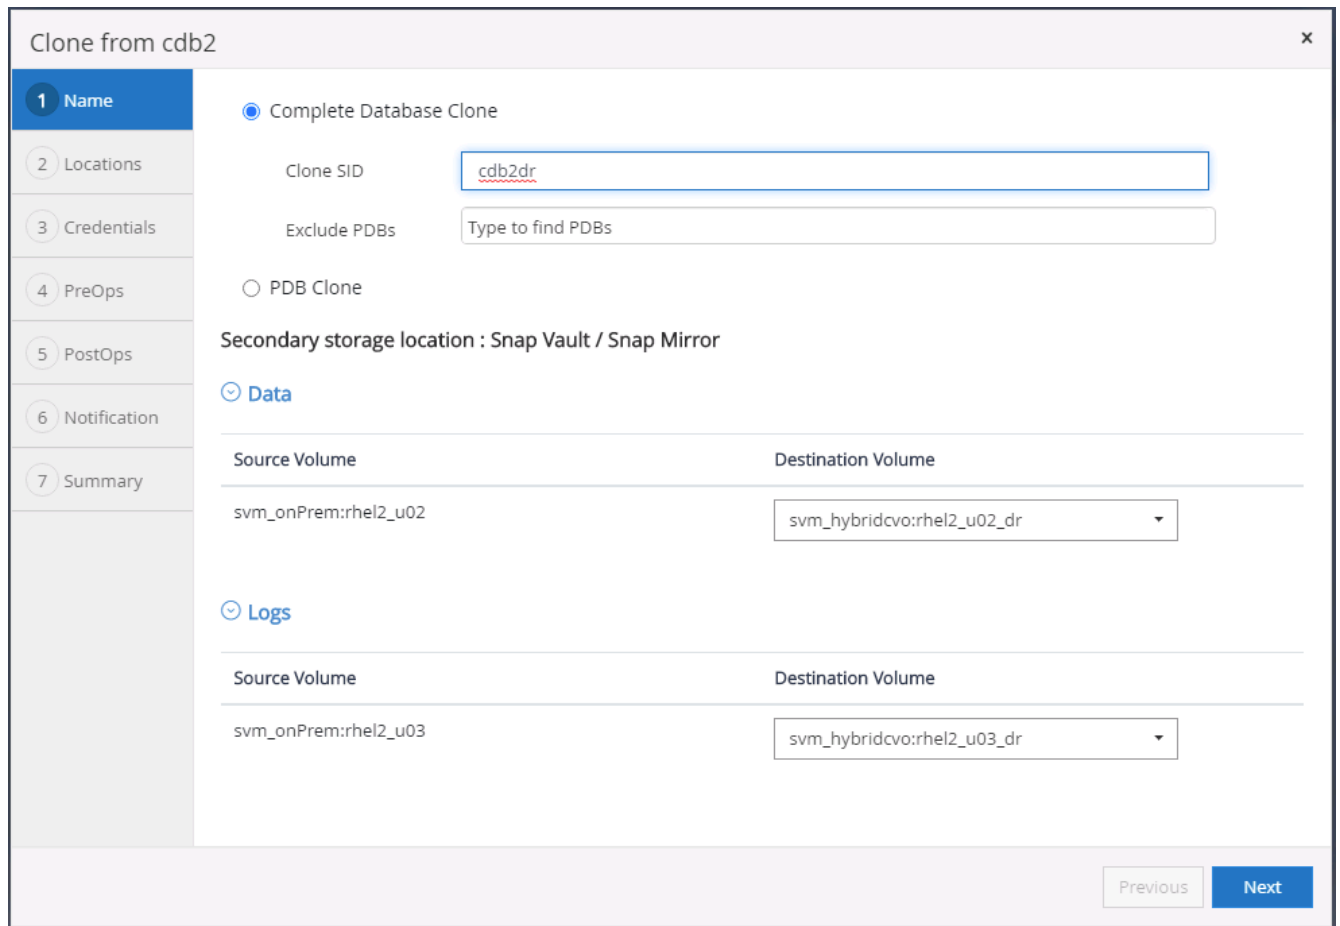 Clone from cdb2
×
1 Name
2 Locations
3 Credentials
4 PreOps
5 PostOps
6 Notification
7 Summary
Complete Database Clone
Clone SID cdb2dr
Exclude PDBs Type to find PDBs
PDB Clone
Secondary storage location : Snap Vault / Snap Mirror
Data
Source Volume Destination Volume
svm_onPrem:rhel2_u02 svm_hybridcvo:rhel2_u02_dr
Logs
Source Volume Destination Volume
svm_onPrem:rhel2_u03 svm_hybridcvo:rhel2_u03_dr
Previous Next